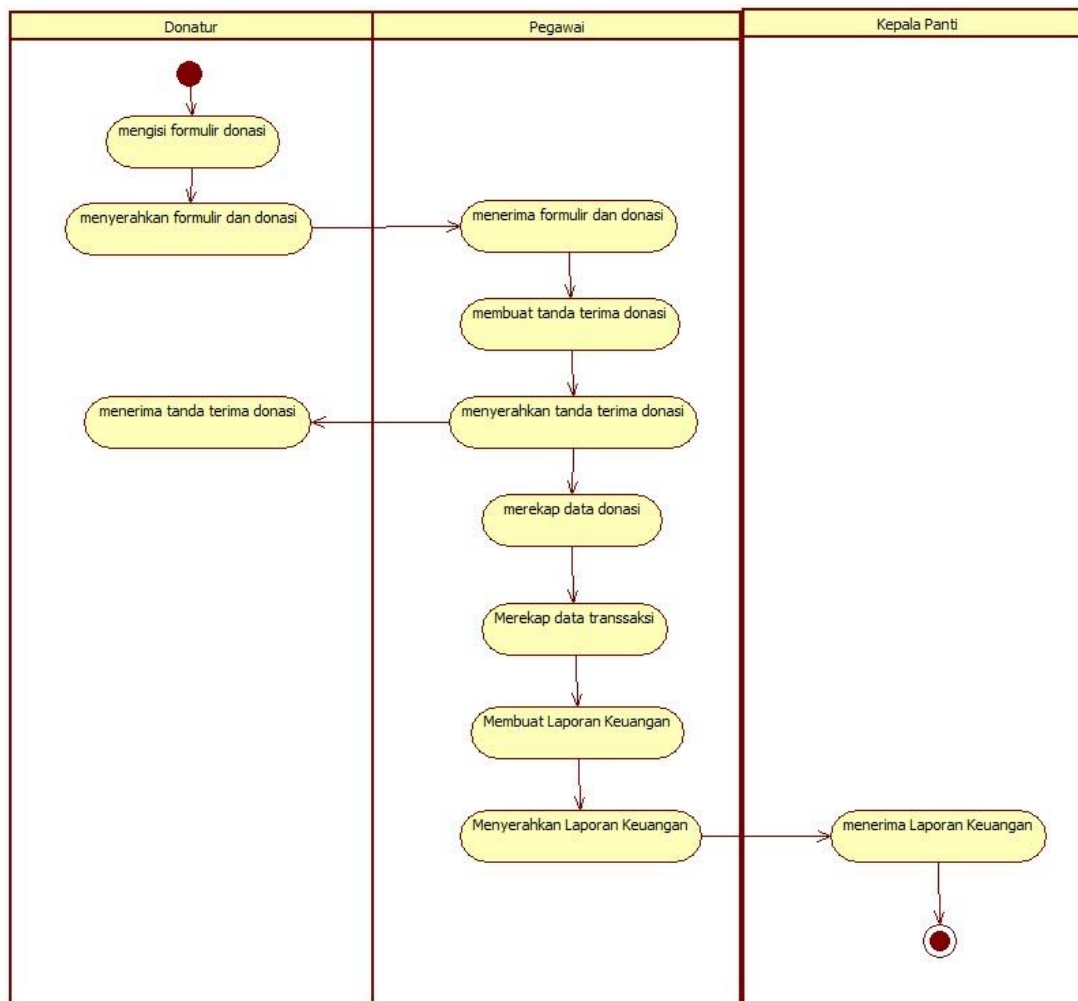 Donatur
Pegawai
Kepala Panti
mengisi formulir donasi
menyerahkan formulir dan donasi
menerima formulir dan donasi
membuat tanda terima donasi
menerima tanda terima donasi
menyerahkan tanda terima donasi
merekap data donasi
Merekap data transsaksi
Membuat Laporan Keuangan
Menyerahkan Laporan Keuangan
menerima Laporan Keuangan